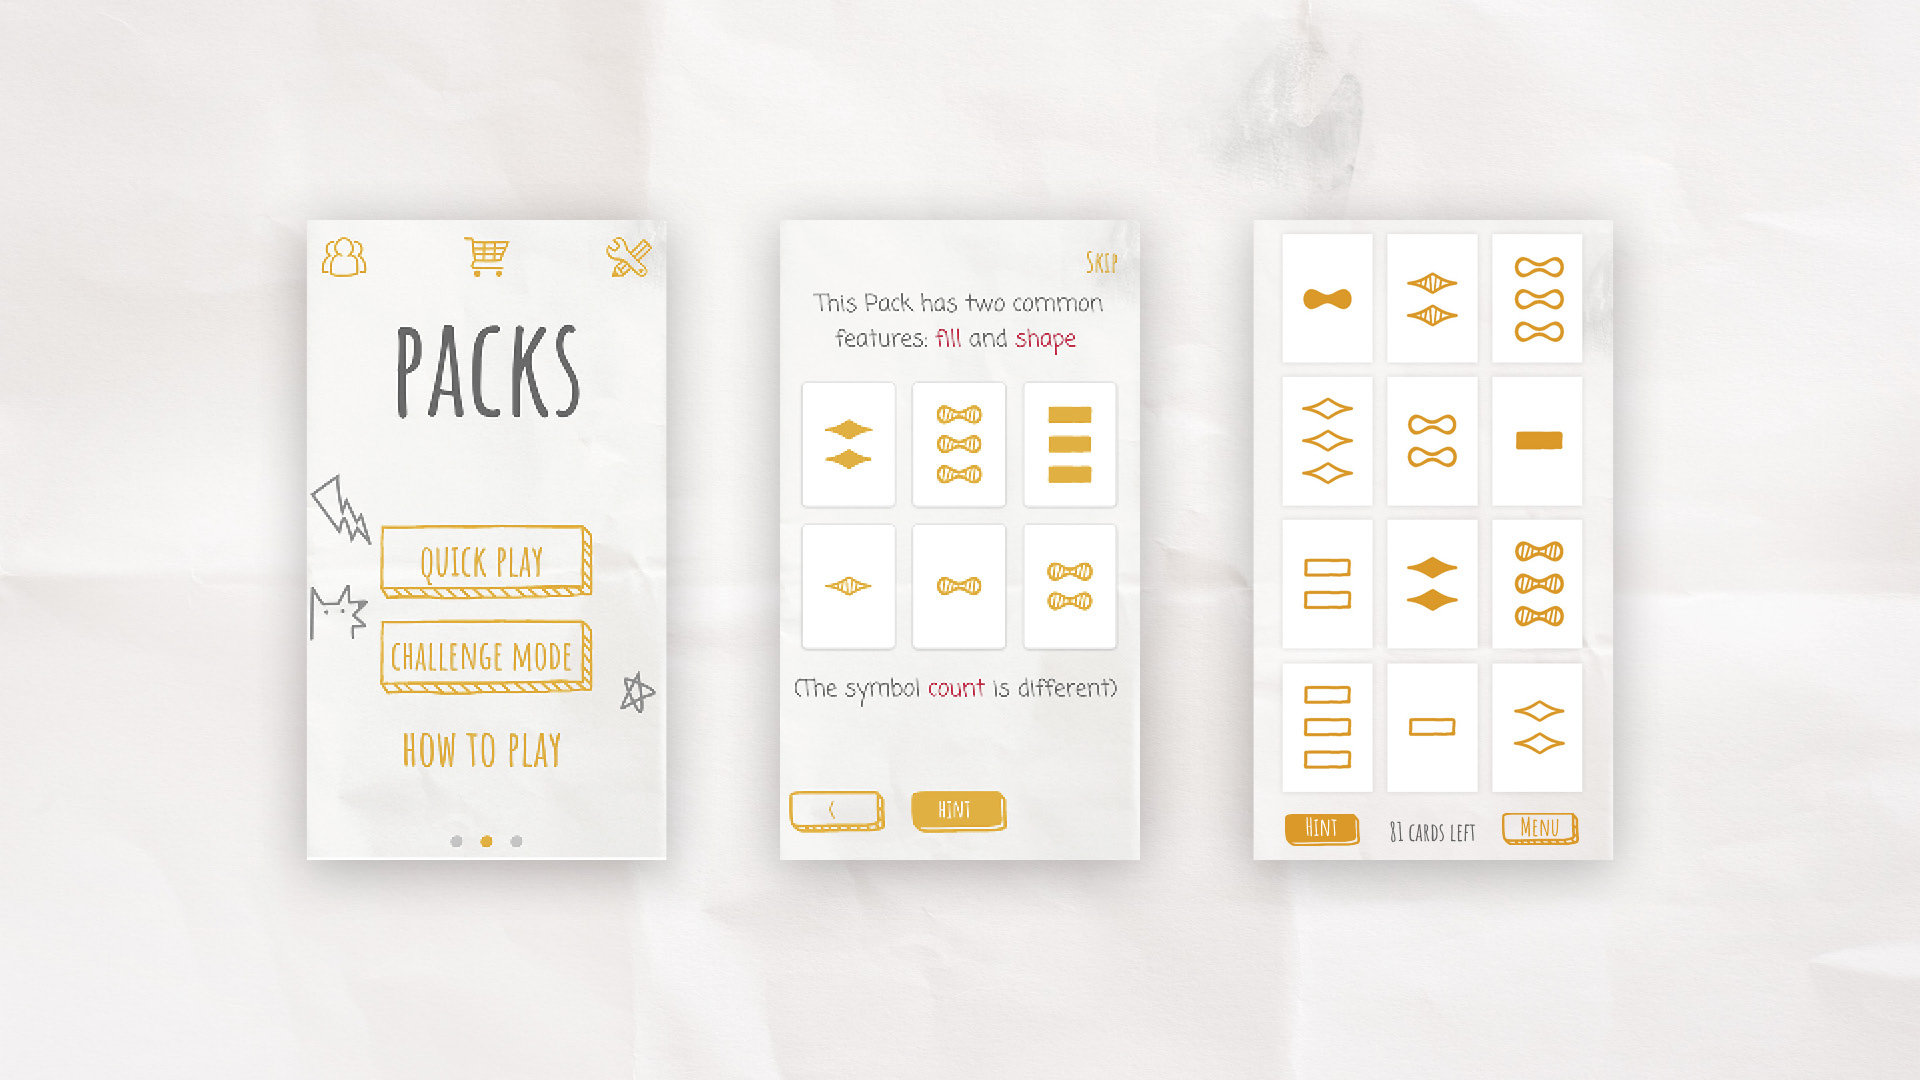 PACKS
QUICK PLAY
CHALLENGE MODE
HOW TO PLAY
SKIP
This Pack has two common
features: fill and shape
(The symbol count is different)
<
HINT
HINT
81 CARDS LEFT
MENU